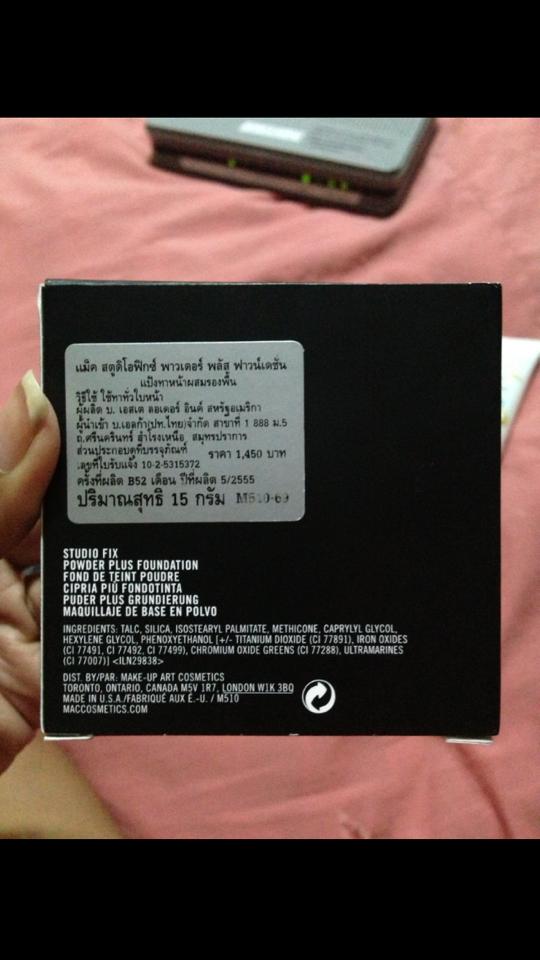 แม็ค สตูดิโอฟิกซ์ พาวเดอร์ พลัส ฟาวน์เดชั่น
แป้งทาหน้าผสมรองพื้น
วิธีใช้ ใช้ทาทั่วใบหน้า
ผู้ผลิต บ. เอสเต ลอเดอร์ อิงค์ สหรัฐอเมริกา
ผู้นำเข้า บ.เอลก้า(ปท.ไทย)จำกัด สาขาที่ 1 888 ม.5
ถ.ศรีนครินทร์ สำโรงเหนือ สมุทรปราการ
ส่วนประกอบดูที่บรรจุภัณฑ์ ราคา 1,450 บาท
เลขที่ใบรับแจ้ง 10-2-5315372
ครั้งที่ผลิต B52 เดือน ปีที่ผลิต 5/2555
ปริมาณสุทธิ 15 กรัม M510-69
STUDIO FIX
POWDER PLUS FOUNDATION
FOND DE TEINT POUDRE
CIPRIA PIÙ FONDOTINTA
PUDER PLUS GRUNDIERUNG
MAQUILLAJE DE BASE EN POLVO
INGREDIENTS: TALC, SILICA, ISOSTEARYL PALMITATE, METHICONE, CAPRYLYL GLYCOL,
HEXYLENE GLYCOL, PHENOXYETHANOL [+/- TITANIUM DIOXIDE (CI 77891), IRON OXIDES
(CI 77491, CI 77492, CI 77499), CHROMIUM OXIDE GREENS (CI 77288), ULTRAMARINES
(CI 77007)] <ILN29838>
DIST. BY/PAR: MAKE-UP ART COSMETICS
TORONTO, ONTARIO, CANADA M5V 1R7, LONDON W1K 3BQ
MADE IN U.S.A./FABRIQUÉ AUX É.-U. / M510
MACCOSMETICS.COM